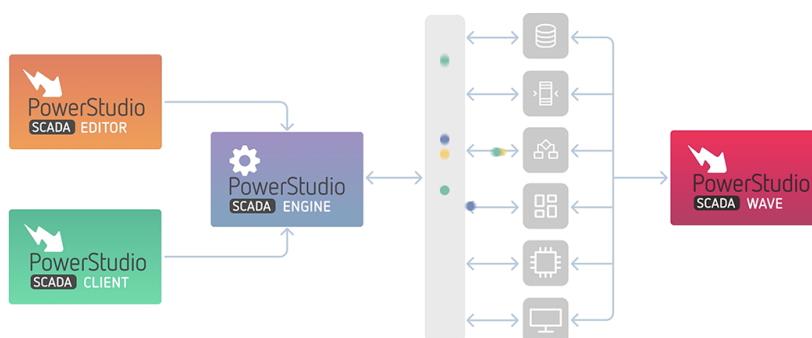 PowerStudio
SCADA EDITOR
PowerStudio
SCADA ENGINE
PowerStudio
SCADA CLIENT
PowerStudio
SCADA WAVE